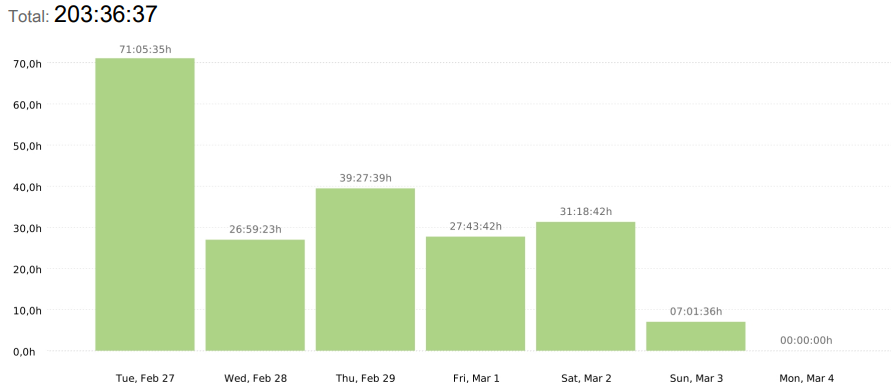 Total: 203:36:37
71:05:35h
70,0h
60,0h
50,0h
40,0h
39:27:39h
31:18:42h
30,0h
27:43:42h
26:59:23h
20,0h
10,0h
07:01:36h
00:00:00h
0,0h
Tue, Feb 27 Wed, Feb 28 Thu, Feb 29 Fri, Mar 1 Sat, Mar 2 Sun, Mar 3 Mon, Mar 4